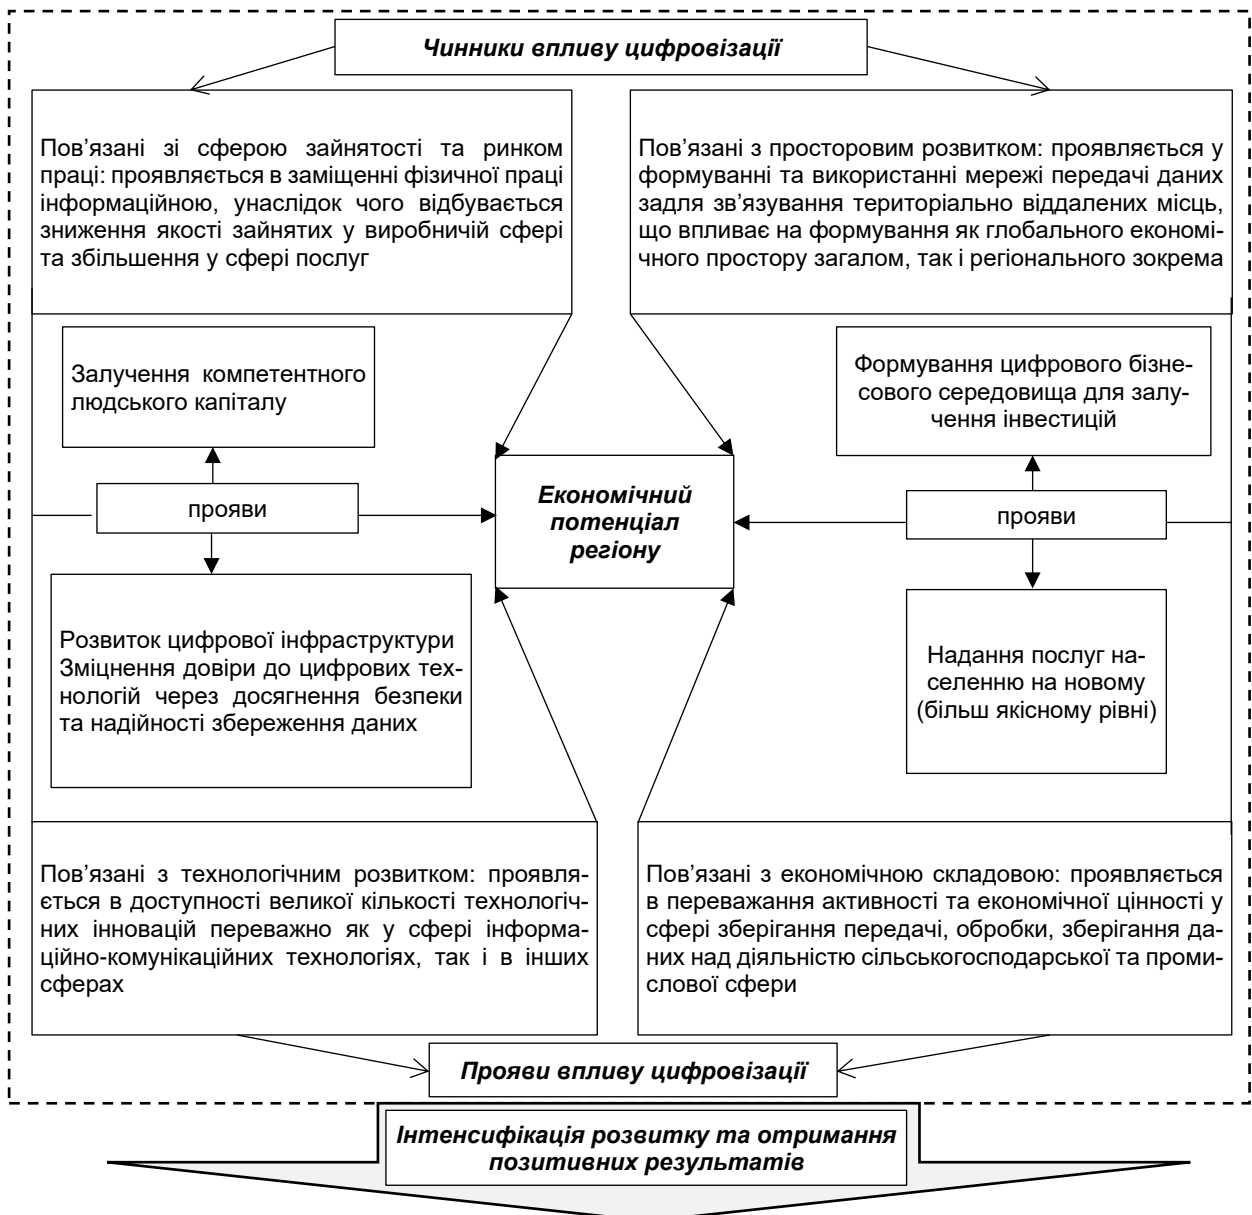 Чинники впливу цифровізації
Пов’язані зі сферою зайнятості та ринком
праці: проявляється в заміщенні фізичної праці
інформаційною, унаслідок чого відбувається
зниження якості зайнятих у виробничій сфері
та збільшення у сфері послуг
Пов’язані з просторовим розвитком: проявляється у
формуванні та використанні мережі передачі даних
задля зв’язування територіально віддалених місць,
що впливає на формування як глобального економі-
чного простору загалом, так і регіонального зокрема
Залучення компетентного
людського капіталу
Формування цифрового бізне-
сового середовища для залу-
чення інвестицій
прояви
Економічний
потенціал
регіону
прояви
Розвиток цифрової інфраструктури
Зміцнення довіри до цифрових тех-
нологій через досягнення безпеки
та надійності збереження даних
Надання послуг на-
селенню на новому
(більш якісному рівні)
Пов’язані з технологічним розвитком: проявля-
ється в доступності великої кількості технологіч-
них інновацій переважно як у сфері інформа-
ційно-комунікаційних технологіях, так і в інших
сферах
Пов’язані з економічною складовою: проявляється
в переважання активності та економічної цінності у
сфері зберігання передачі, обробки, зберігання да-
них над діяльністю сільськогосподарської та проми-
слової сфери
Прояви впливу цифровізації
Інтенсифікація розвитку та отримання
позитивних результатів